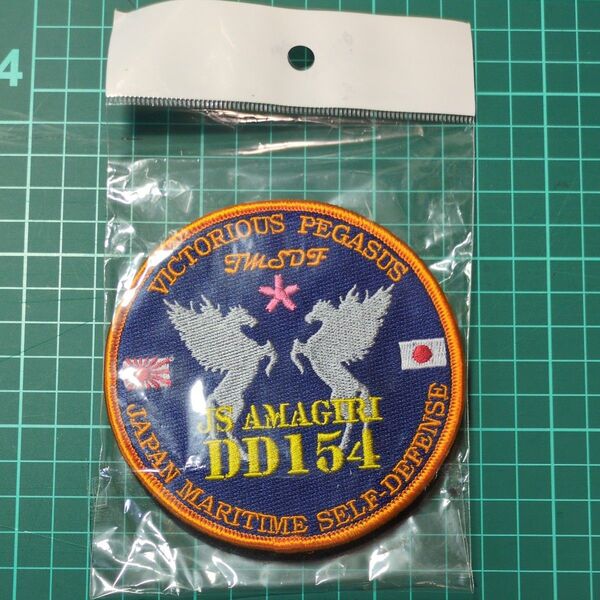 4
VICTORIOUS PEGASUS
JMSDF
JS AMAGIRI
DD154
JAPAN MARITIME SELF-DEFENSE